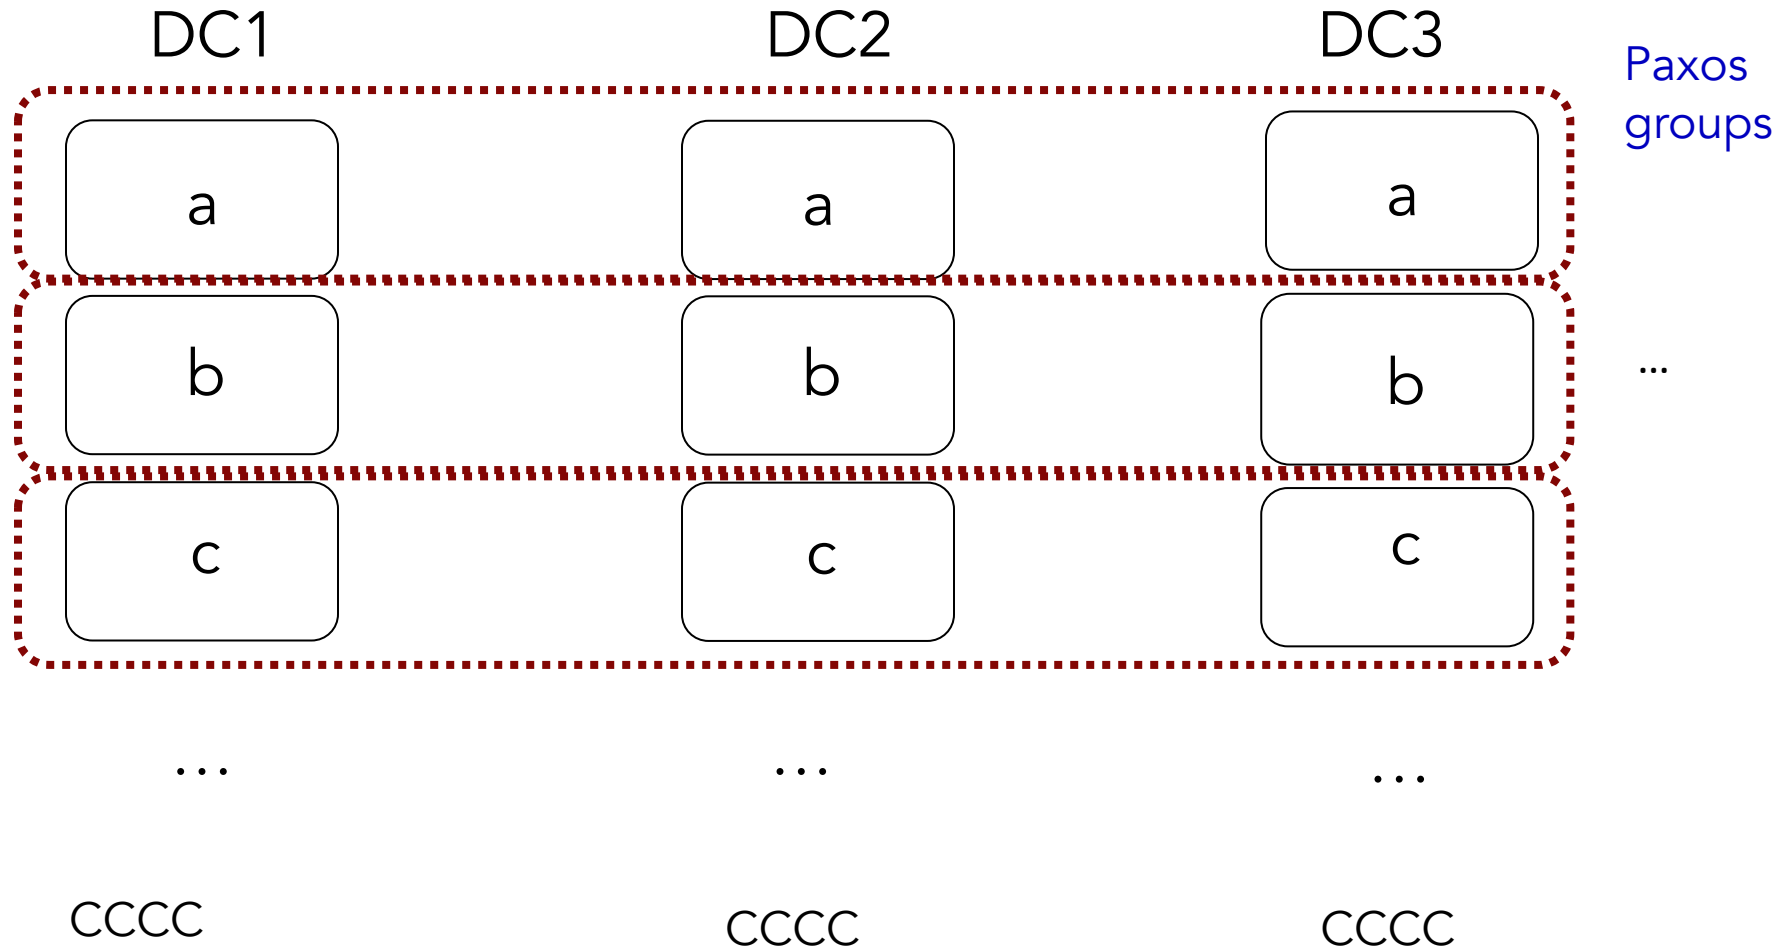 DC1 DC2 DC3
Paxos
groups
a a a
b b b
...
c c c
... ... ...
CCCC CCCC CCCC